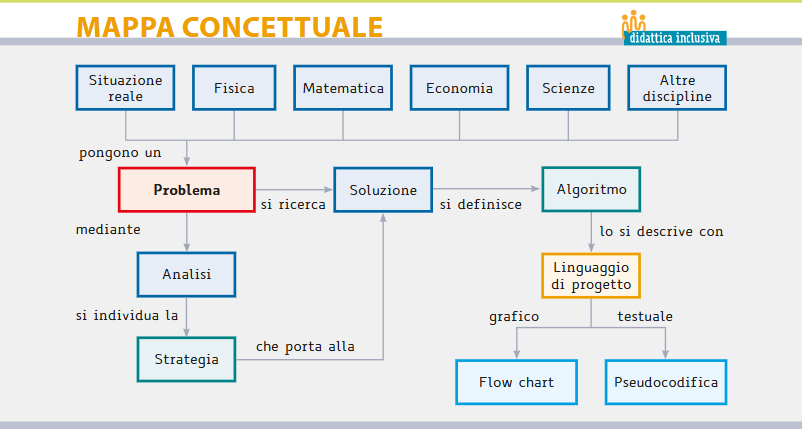 MAPPA CONCETTUALE
didattica inclusiva
Situazione
reale
Fisica
Matematica
Economia
Scienze
Altre
discipline
pongono un
Problema
si ricerca
Soluzione
si definisce
Algoritmo
mediante
lo si descrive con
Analisi
Linguaggio
di progetto
si individua la
grafico
testuale
Strategia
che porta alla
Flow chart
Pseudocodifica